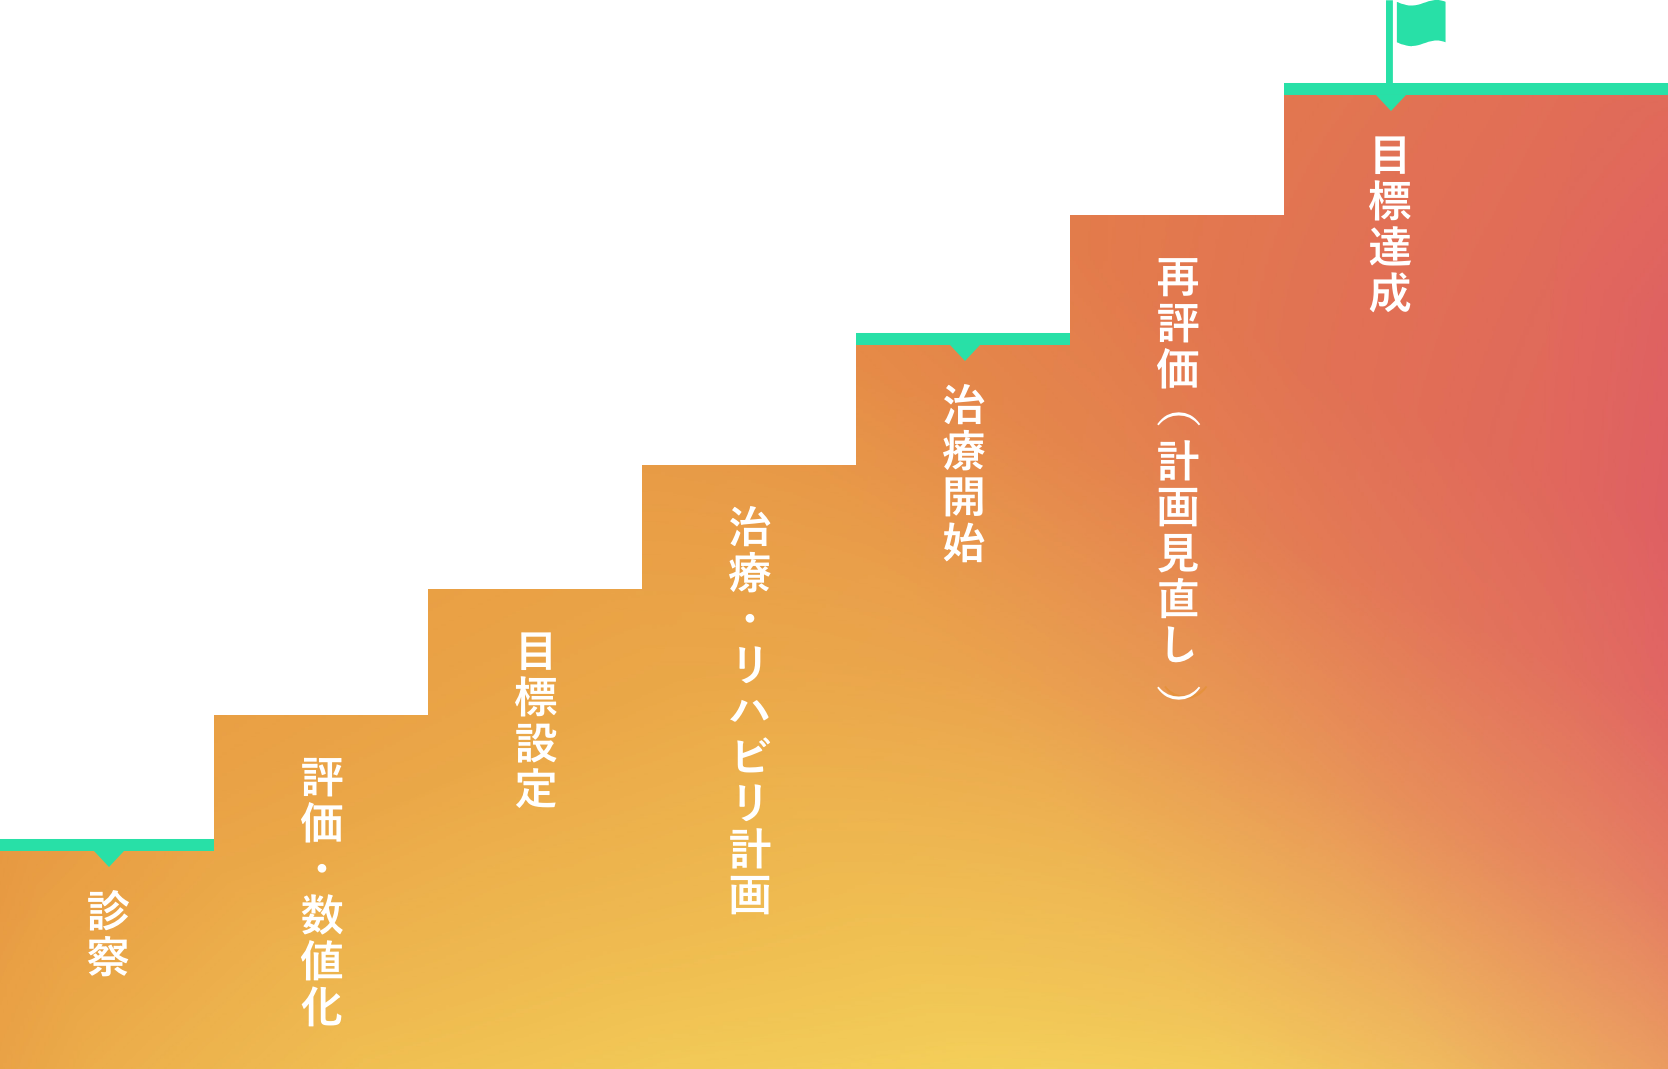 診察
評価・数値化
目標設定
治療・リハビリ計画
治療開始
再評価（計画見直し）
目標達成